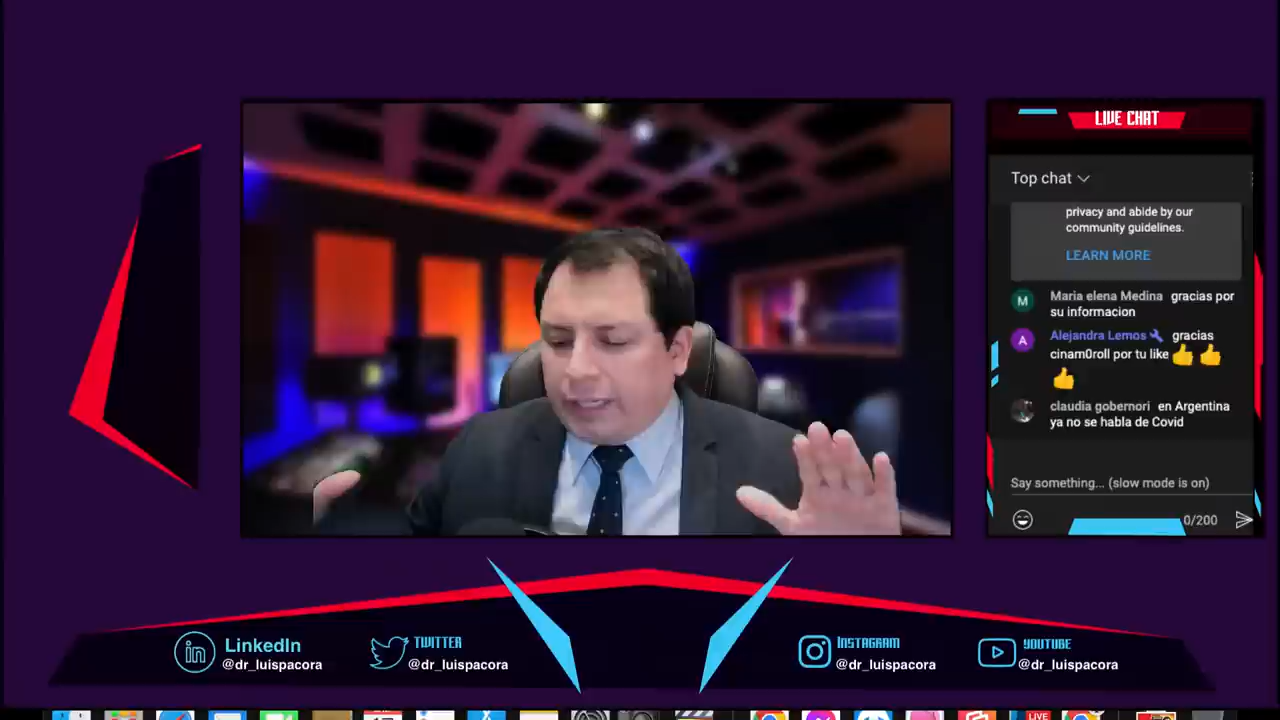 LIVE CHAT
Top chat
privacy and abide by our
community guidelines.
LEARN MORE
M
Maria elena Medina gracias por
su informacion
A
Alejandra Lemos gracias
cinam0roll por tu like
claudia gobernori en Argentina
ya no se habla de Covid
Say something... (slow mode is on)
0/200
in
LinkedIn
@dr_luispacora
TWITTER
@dr_luispacora
INSTAGRAM
@dr_luispacora
YOUTUBE
@dr_luispacora
LIVE